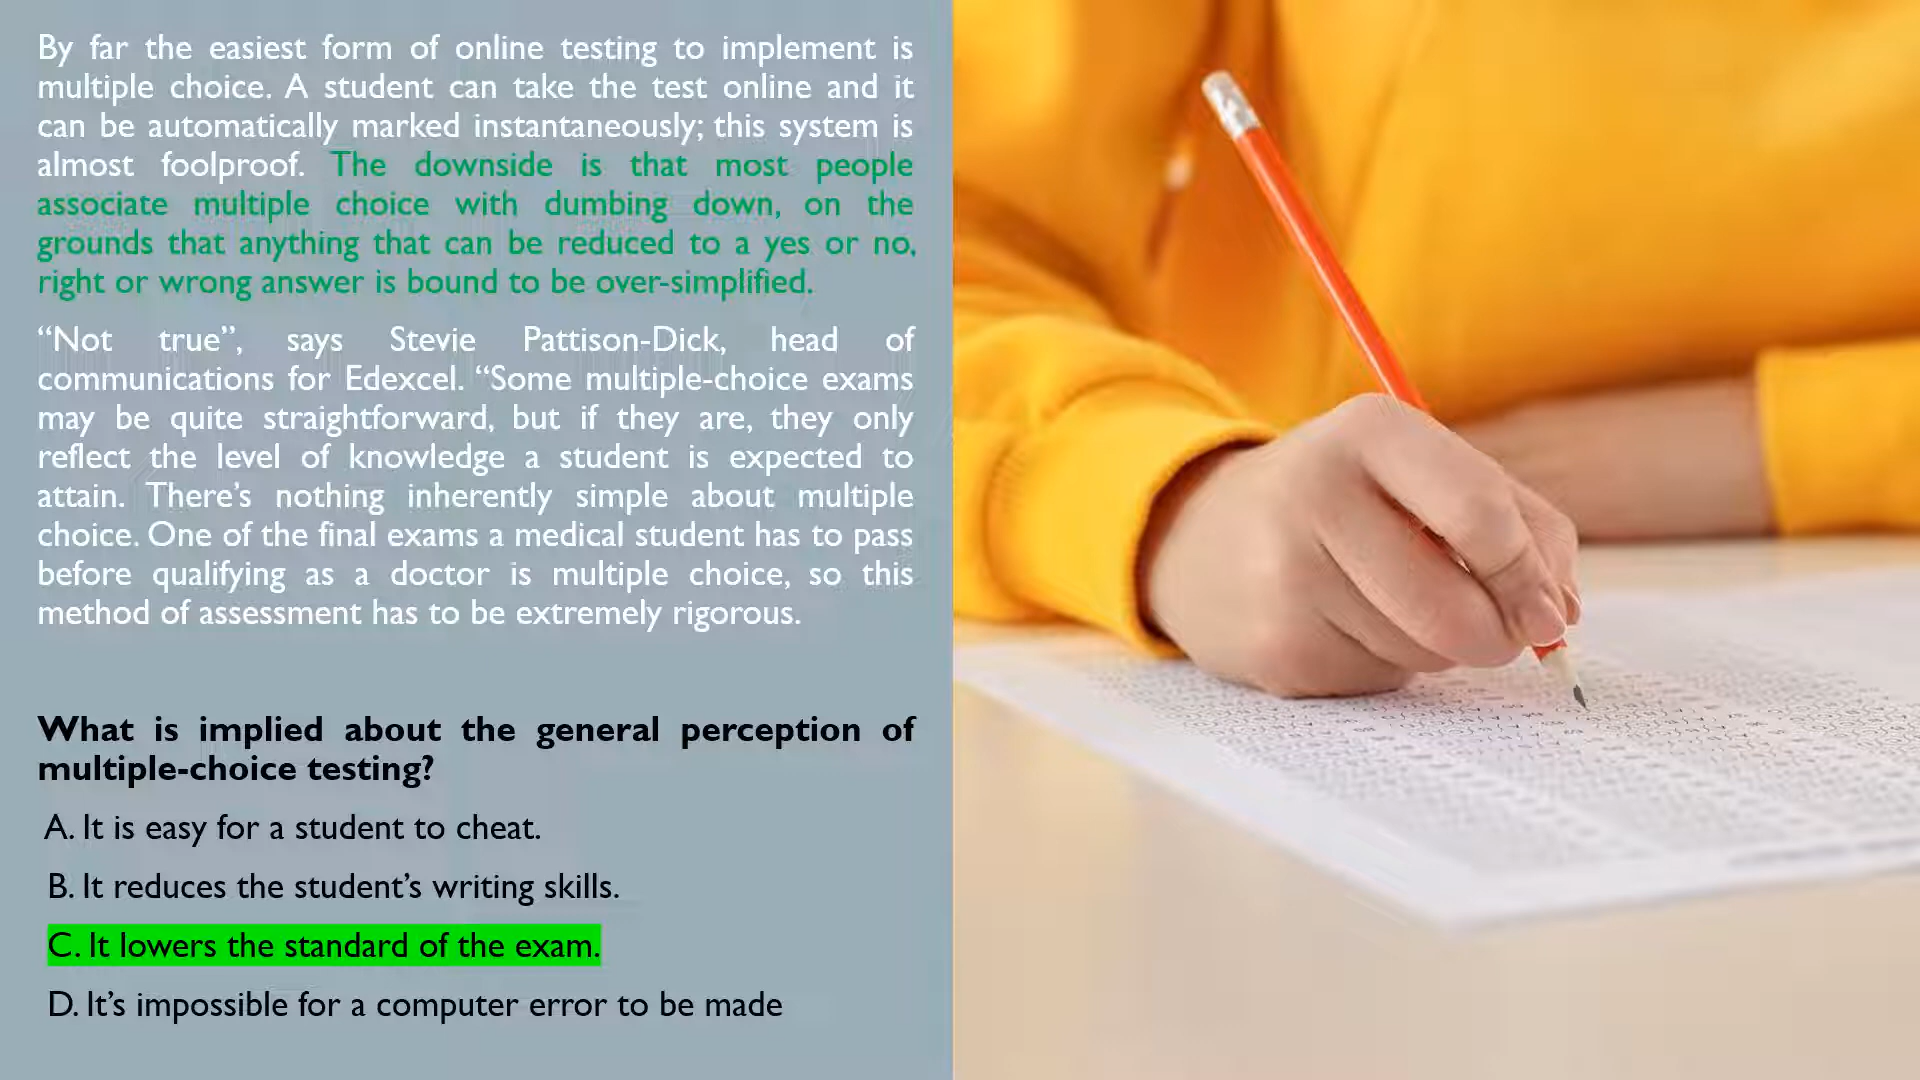 By far the easiest form of online testing to implement is
multiple choice. A student can take the test online and it
can be automatically marked instantaneously; this system is
almost foolproof. The downside is that most people
associate multiple choice with dumbing down, on the
grounds that anything that can be reduced to a yes or no,
right or wrong answer is bound to be over-simplified.
“Not true”, says Stevie Pattison-Dick, head of
communications for Edexcel. “Some multiple-choice exams
may be quite straightforward, but if they are, they only
reflect the level of knowledge a student is expected to
attain. There’s nothing inherently simple about multiple
choice. One of the final exams a medical student has to pass
before qualifying as a doctor is multiple choice, so this
method of assessment has to be extremely rigorous.
What is implied about the general perception of
multiple-choice testing?
A. It is easy for a student to cheat.
B. It reduces the student’s writing skills.
C. It lowers the standard of the exam.
D. It’s impossible for a computer error to be made